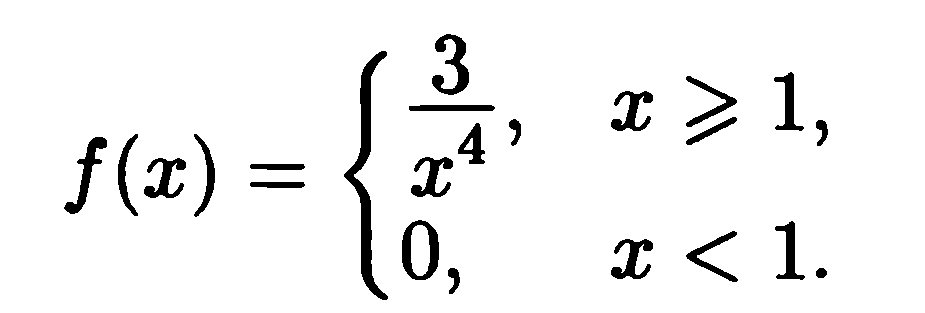 f(x) = { 3/x⁴, x ⩾ 1,
0, x < 1.